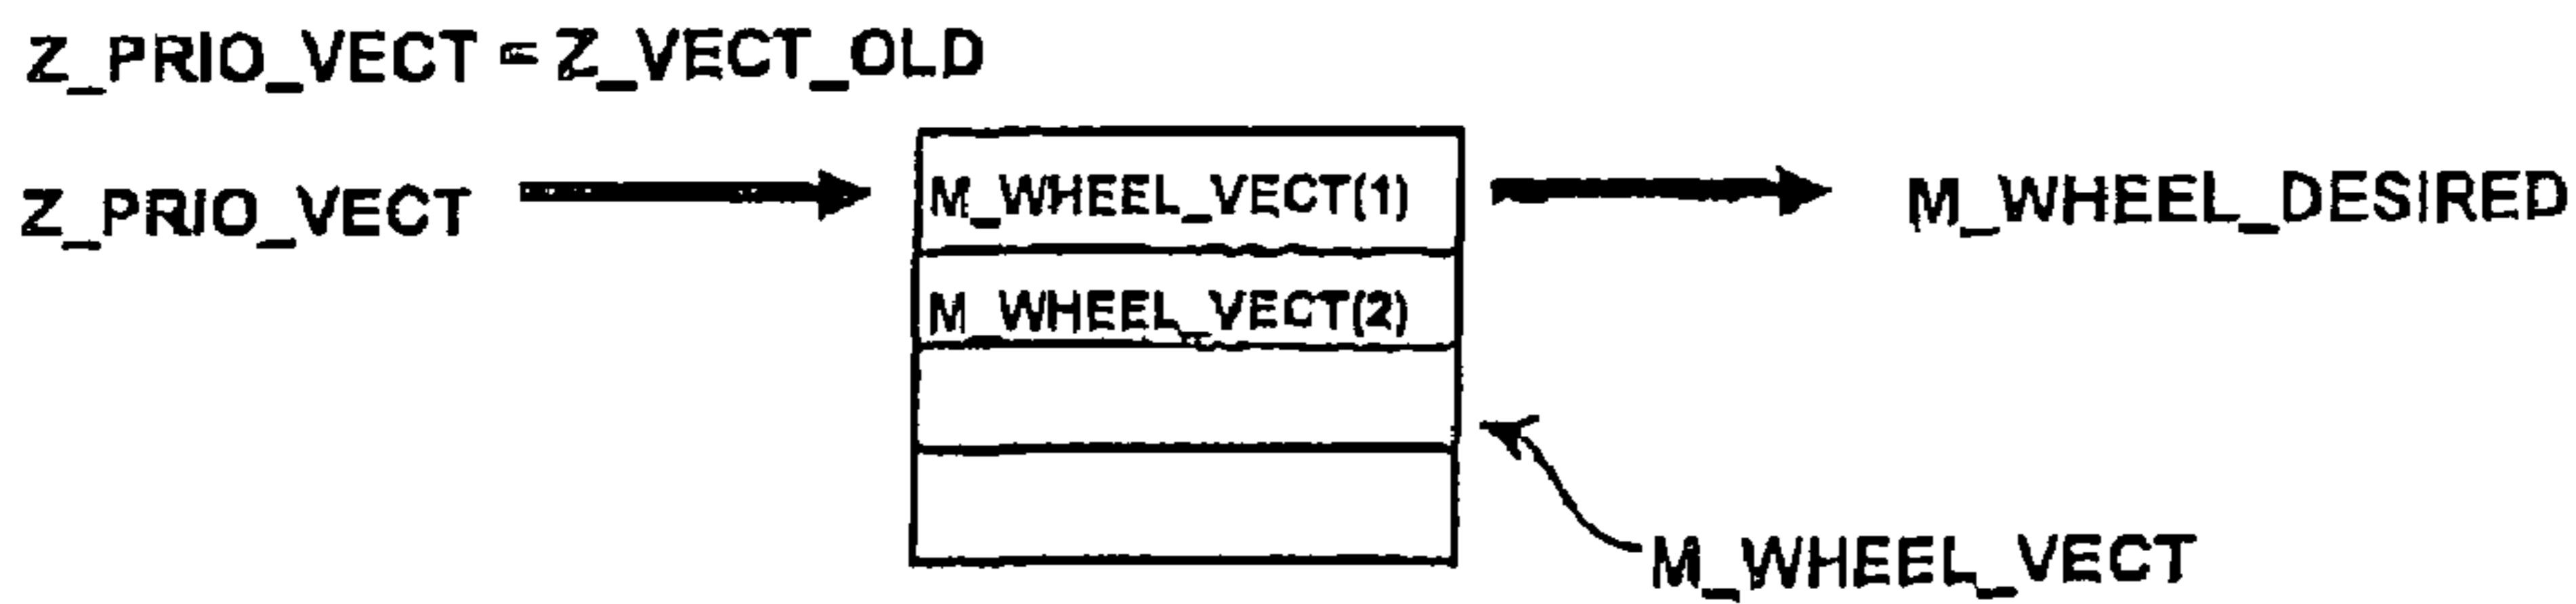 Z_PRIO_VECT = Z_VECT_OLD
Z_PRIO_VECT
M_WHEEL_VECT(1)
M_WHEEL_DESIRED
M_WHEEL_VECT(2)
M_WHEEL_VECT